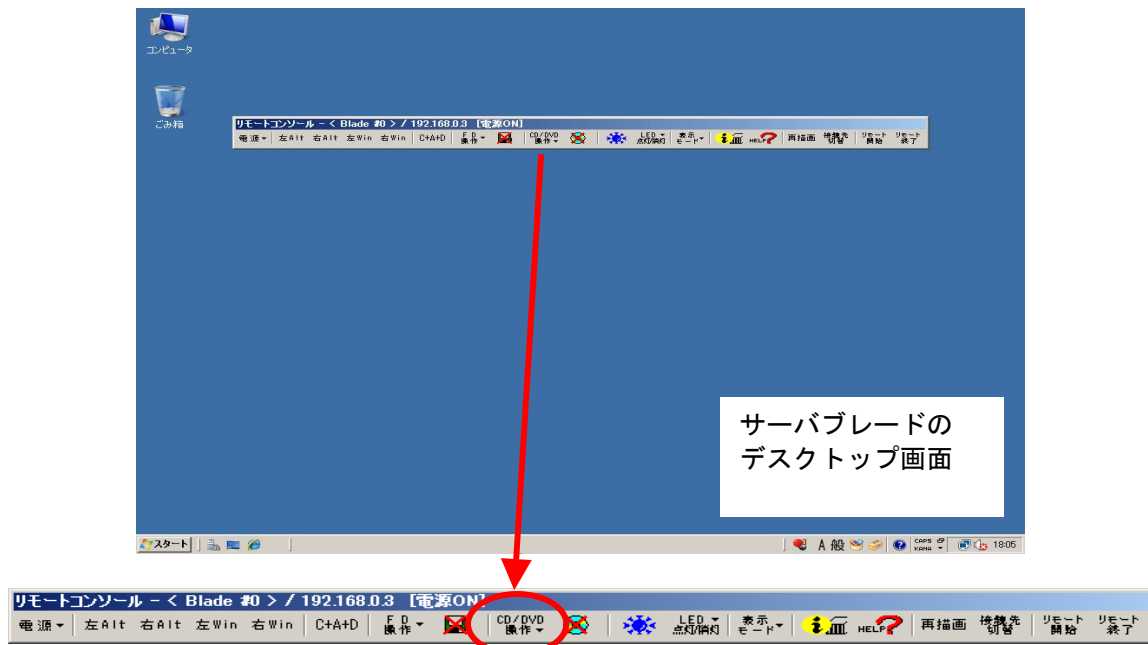 コンピュータ
ごみ箱
リモートコンソール - < Blade #0 > / 192.168.0.3 [電源ON]
電源 左Alt 右Alt 左Win 右Win C+A+D FD操作 CD/DVD操作 LED点灯/消灯 表示モード i HELP? 再描画 接続先切替 リモート開始 リモート終了
サーバブレードの
デスクトップ画面
スタート A 般 CAPS KANA 18:05
リモートコンソール - < Blade #0 > / 192.168.0.3 [電源ON]
電源 左Alt 右Alt 左Win 右Win C+A+D FD操作 CD/DVD操作 LED点灯/消灯 表示モード i HELP? 再描画 接続先切替 リモート開始 リモート終了